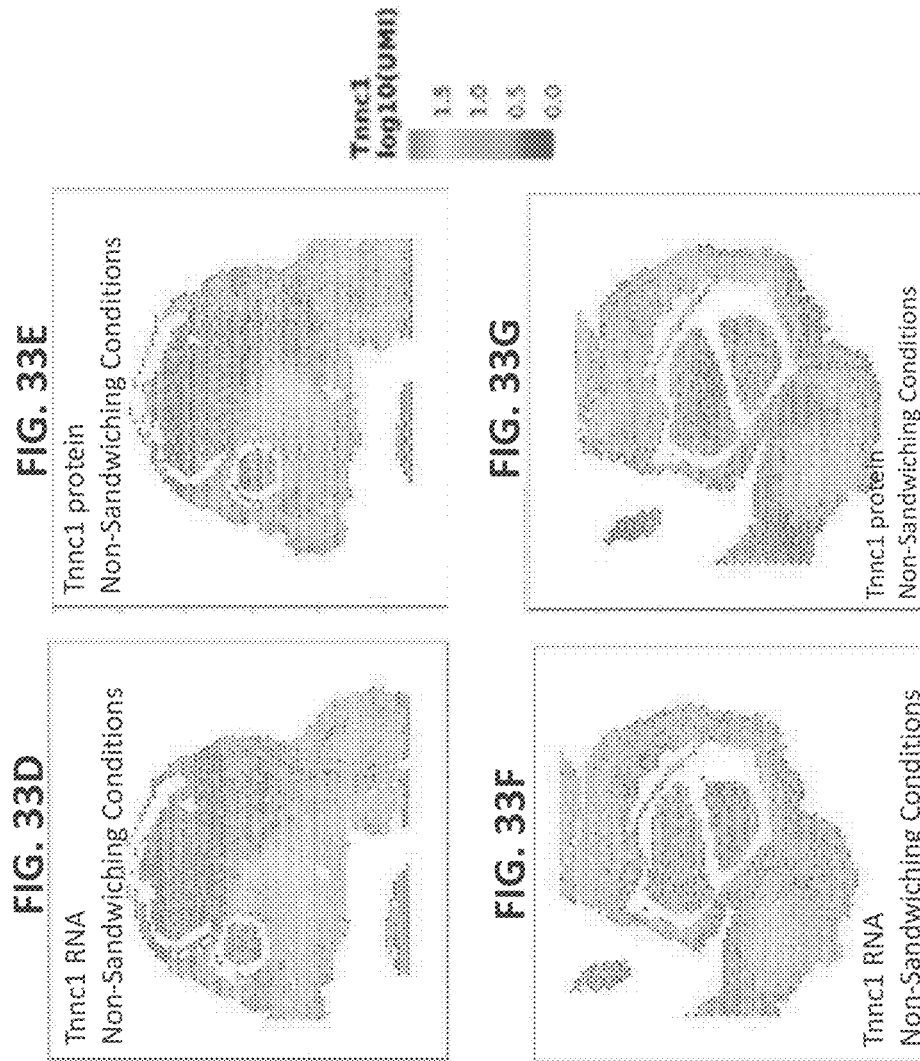 FIG. 33D
Tnnc1 RNA
Non-Sandwiching Conditions
FIG. 33E
Tnnc1 protein
Non-Sandwiching Conditions
FIG. 33F
Tnnc1 RNA
Non-Sandwiching Conditions
FIG. 33G
Tnnc1 protein
Non-Sandwiching Conditions
Tnnc1
log10(UMI)
1.5
1.0
0.5
0.0